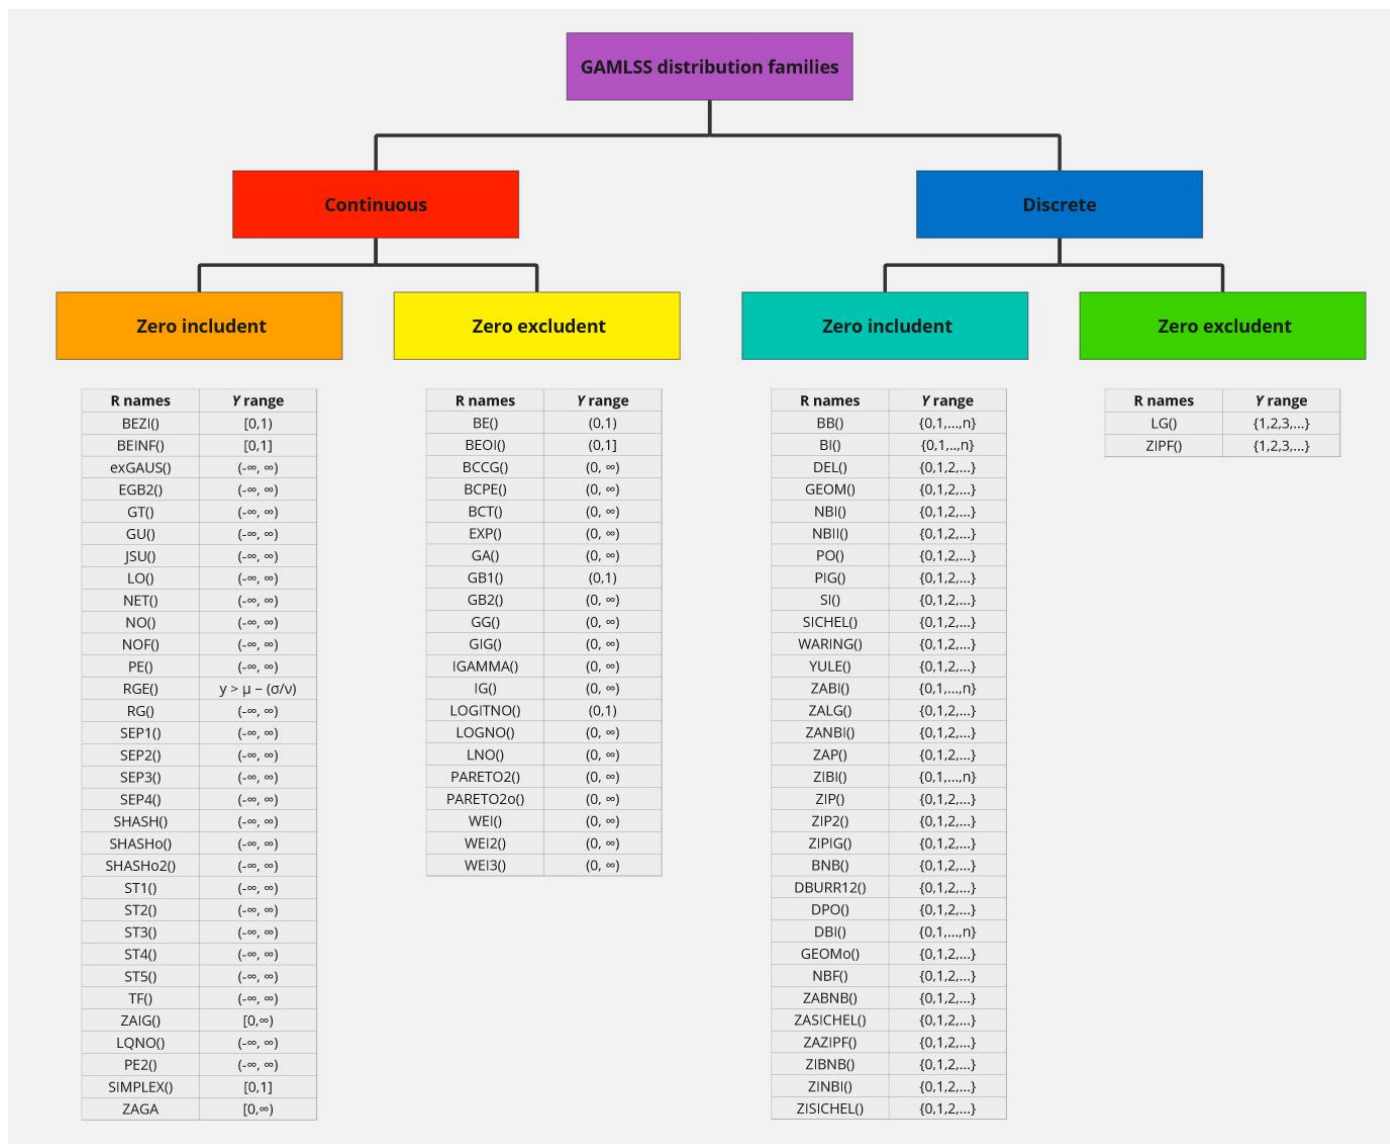 GAMLSS distribution families
Continuous
Discrete
Zero includent
Zero excludent
Zero includent
Zero excludent
R names Y range
BEZI() [0,1)
BEINF() [0,1]
exGAUS() (-∞, ∞)
EGB2() (-∞, ∞)
GT() (-∞, ∞)
GU() (-∞, ∞)
JSU() (-∞, ∞)
LO() (-∞, ∞)
NET() (-∞, ∞)
NO() (-∞, ∞)
NOF() (-∞, ∞)
PE() (-∞, ∞)
RGE() y > μ − (σ/ν)
RG() (-∞, ∞)
SEP1() (-∞, ∞)
SEP2() (-∞, ∞)
SEP3() (-∞, ∞)
SEP4() (-∞, ∞)
SHASH() (-∞, ∞)
SHASHo() (-∞, ∞)
SHASHo2() (-∞, ∞)
ST1() (-∞, ∞)
ST2() (-∞, ∞)
ST3() (-∞, ∞)
ST4() (-∞, ∞)
ST5() (-∞, ∞)
TF() (-∞, ∞)
ZAIG() [0,∞)
LQNO() (-∞, ∞)
PE2() (-∞, ∞)
SIMPLEX() [0,1]
ZAGA [0,∞)
R names Y range
BE() (0,1)
BEOI() (0,1]
BCCG() (0, ∞)
BCPE() (0, ∞)
BCT() (0, ∞)
EXP() (0, ∞)
GA() (0, ∞)
GB1() (0,1)
GB2() (0, ∞)
GG() (0, ∞)
GIG() (0, ∞)
IGAMMA() (0, ∞)
IG() (0, ∞)
LOGITNO() (0,1)
LOGNO() (0, ∞)
LNO() (0, ∞)
PARETO2() (0, ∞)
PARETO2o() (0, ∞)
WEI() (0, ∞)
WEI2() (0, ∞)
WEI3() (0, ∞)
R names Y range
BB() {0,1,...,n}
BI() {0,1,..,n}
DEL() {0,1,2,...}
GEOM() {0,1,2,...}
NBI() {0,1,2,...}
NBII() {0,1,2,...}
PO() {0,1,2,...}
PIG() {0,1,2,...}
SI() {0,1,2,...}
SICHEL() {0,1,2,...}
WARING() {0,1,2,...}
YULE() {0,1,2,...}
ZABI() {0,1,...,n}
ZALG() {0,1,2,...}
ZANBI() {0,1,2,...}
ZAP() {0,1,2,...}
ZIBI() {0,1,...,n}
ZIP() {0,1,2,...}
ZIP2() {0,1,2,...}
ZIPIG() {0,1,2,...}
BNB() {0,1,2,...}
DBURR12() {0,1,2,...}
DPO() {0,1,2,...}
DBI() {0,1,...,n}
GEOMo() {0,1,2,...}
NBF() {0,1,2,...}
ZABNB() {0,1,2,...}
ZASICHEL() {0,1,2,...}
ZAZIPF() {0,1,2,...}
ZIBNB() {0,1,2,...}
ZINBI() {0,1,2,...}
ZISICHEL() {0,1,2,...}
R names Y range
LG() {1,2,3,...}
ZIPF() {1,2,3,...}